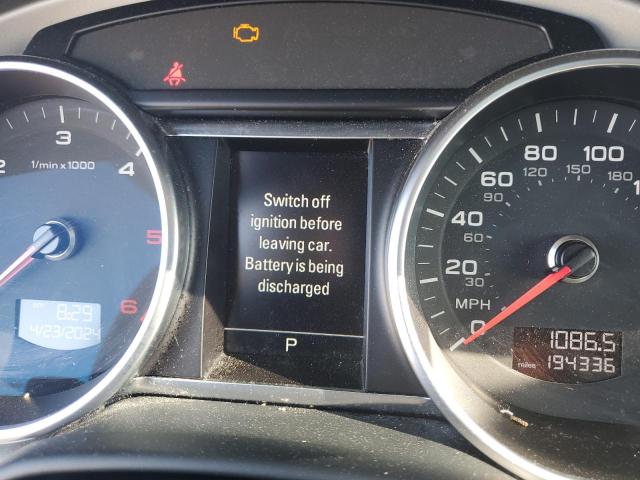 2
3
4
1/min x 1000
5
6
8:29
4/23/2024
Switch off
ignition before
leaving car.
Battery is being
discharged
P
100
80
180
150
120
60
90
40
60
20
30
MPH
0
1086.5
miles 194336